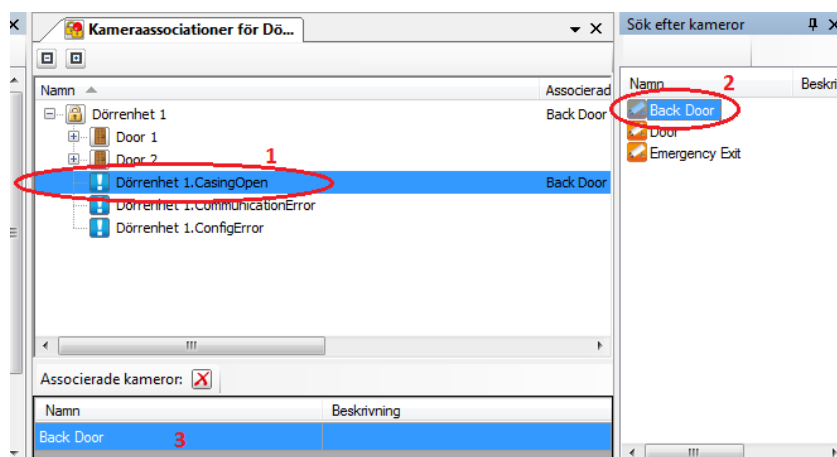 Kameraassociationer för Dö...
Namn
Associerad
Dörrenhet 1
Back Door
Door 1
Door 2
1
Dörrenhet 1.CasingOpen
Back Door
Dörrenhet 1.CommunicationError
Dörrenhet 1.ConfigError
Associerade kameror:
Namn
Beskrivning
Back Door
3
Sök efter kameror
Namn
2
Beskri
Back Door
Door
Emergency Exit